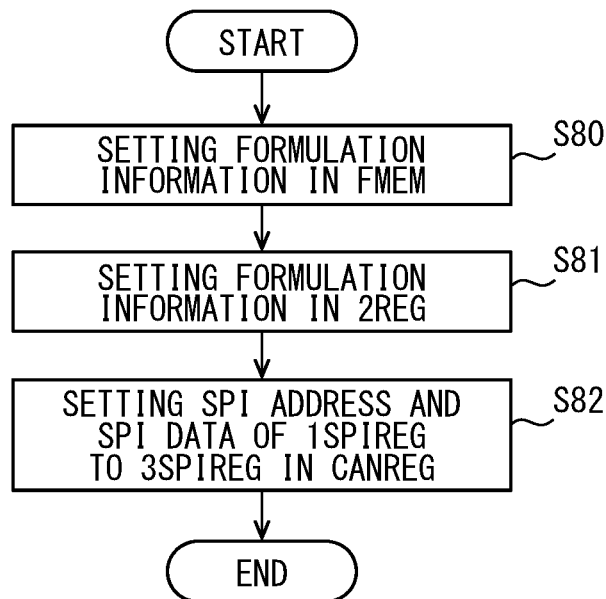 START
SETTING FORMULATION
INFORMATION IN FMEM
S80
SETTING FORMULATION
INFORMATION IN 2REG
S81
SETTING SPI ADDRESS AND
SPI DATA OF 1SPIREG
TO 3SPIREG IN CANREG
S82
END